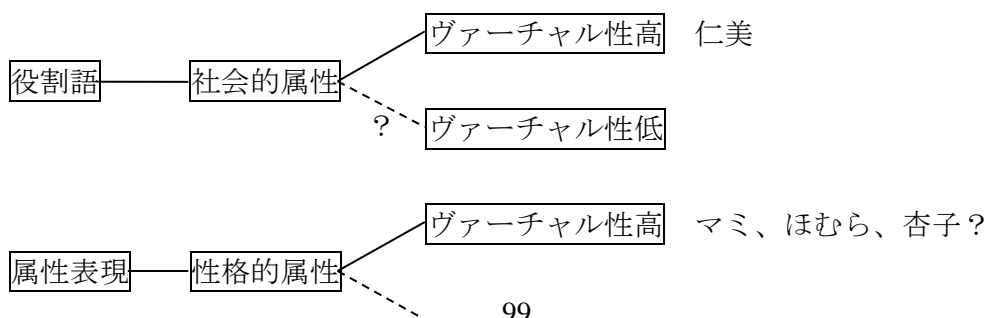 ヴァーチャル性高 仁美
役割語 社会的属性
? ヴァーチャル性低
ヴァーチャル性高 マミ、ほむら、杏子?
属性表現 性格的属性
99